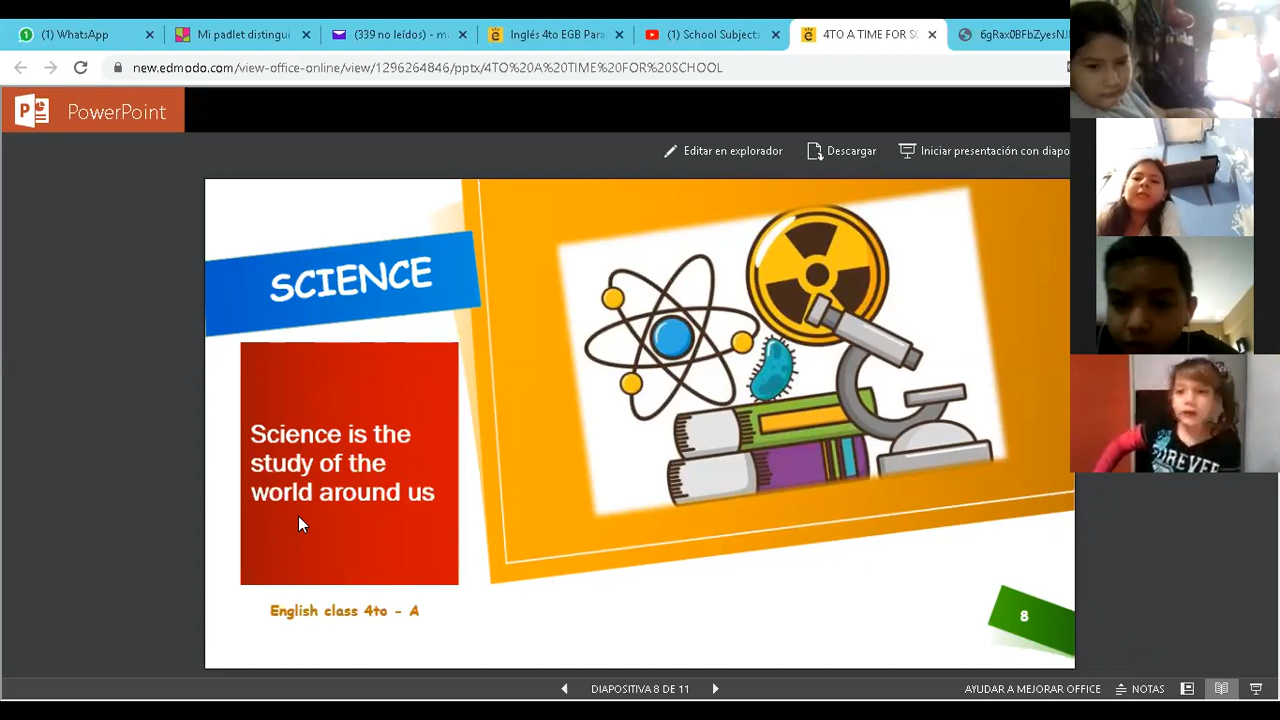 (1) WhatsApp
Mi padlet distingui
(339 no leídos) - m
Inglés 4to EGB Para
(1) School Subjects
4TO A TIME FOR SC
6gRax0BFbZyesNJ
new.edmodo.com/view-office-online/view/1296264846/pptx/4TO%20A%20TIME%20FOR%20SCHOOL
P PowerPoint
Editar en explorador
Descargar
Iniciar presentación con diapo
SCIENCE
Science is the
study of the
world around us
English class 4to - A
8
FOREVER
DIAPOSITIVA 8 DE 11
AYUDAR A MEJORAR OFFICE
NOTAS